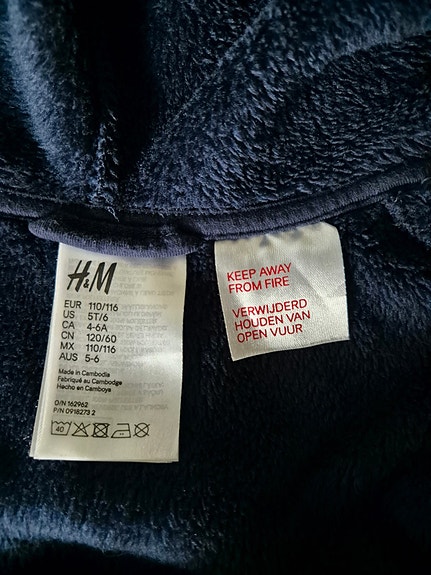 H&M
EUR 110/116
US 5T/6
CA 4-6A
CN 120/60
MX 110/116
AUS 5-6
Made in Cambodia
Fabriqué au Cambodge
Hecho en Camboya
O/N 162962
P/N 0918273 2
40
KEEP AWAY
FROM FIRE
VERWIJDERD
HOUDEN VAN
OPEN VUUR